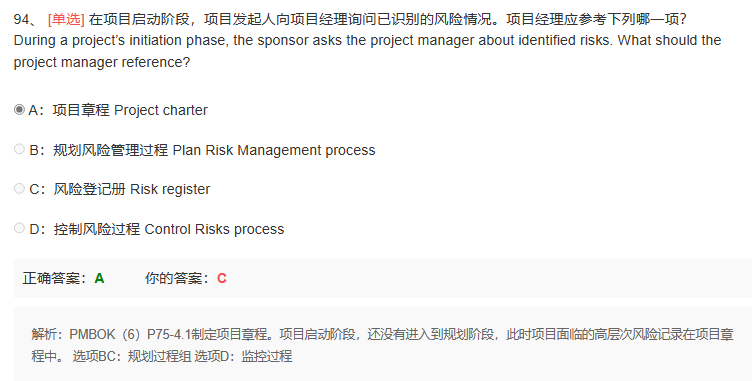 94、 [单选] 在项目启动阶段，项目发起人向项目经理询问已识别的风险情况。项目经理应参考下列哪一项？
During a project’s initiation phase, the sponsor asks the project manager about identified risks. What should the
project manager reference?
A：项目章程 Project charter
B：规划风险管理过程 Plan Risk Management process
C：风险登记册 Risk register
D：控制风险过程 Control Risks process
正确答案：A 你的答案：C
解析：PMBOK（6）P75-4.1制定项目章程。项目启动阶段，还没有进入到规划阶段，此时项目面临的高层次风险记录在项目章
程中。 选项BC：规划过程组 选项D：监控过程